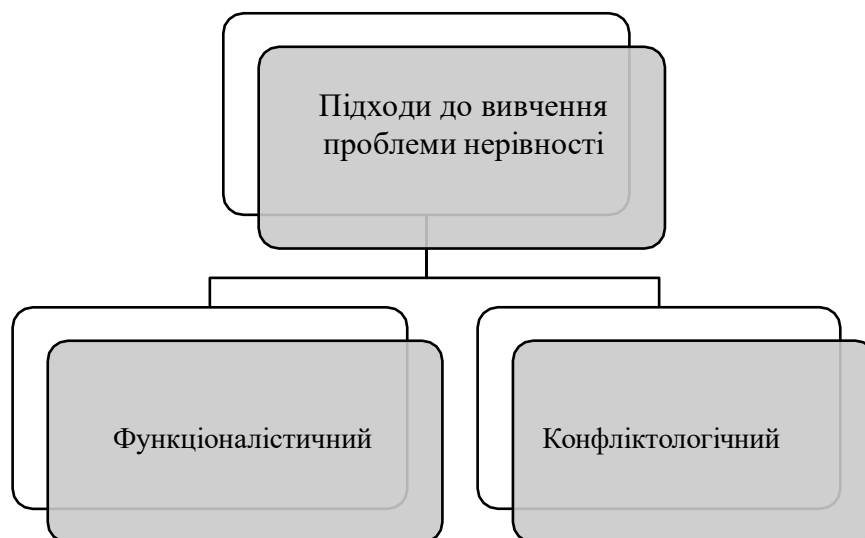 Підходи до вивчення
проблеми нерівності
Функціоналістичний
Конфліктологічний